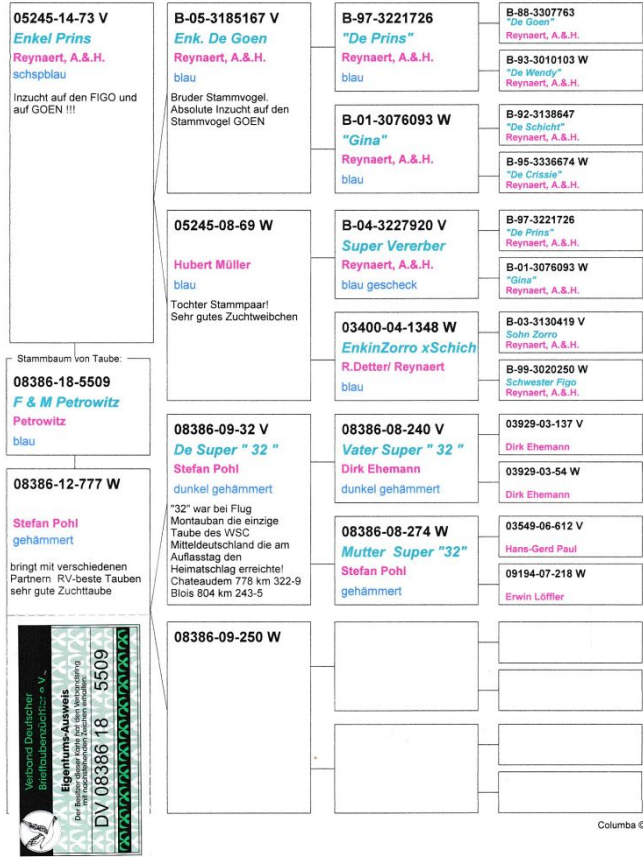 05245-14-73 V
Enkel Prins
Reynaert, A.&.H.
schspblau
Inzucht auf den FIGO und
auf GOEN !!!
Stammbaum von Taube:
08386-18-5509
F & M Petrowitz
Petrowitz
blau
08386-12-777 W
Stefan Pohl
gehämmert
bringt mit verschiedenen
Partnern RV-beste Tauben
sehr gute Zuchttaube
Verband Deutscher
Brieftaubenzüchter e.V.
Eigentums-Ausweis
Der Besitzer dieser Karte hat den Verbandsring
mit nachstehenden Zeichen erhalten:
DV 08386 18 5509
B-05-3185167 V
Enk. De Goen
Reynaert, A.&.H.
blau
Bruder Stammvogel.
Absolute Inzucht auf den
Stammvogel GOEN
05245-08-69 W
Hubert Müller
blau
Tochter Stammpaar!
Sehr gutes Zuchtweibchen
08386-09-32 V
De Super " 32 "
Stefan Pohl
dunkel gehämmert
"32" war bei Flug
Montauban die einzige
Taube des WSC
Mitteldeutschland die am
Auflasstag den
Heimatschlag erreichte!
Chateaudem 778 km 322-9
Blois 804 km 243-5
08386-09-250 W
B-97-3221726
"De Prins"
Reynaert, A.&.H.
blau
B-01-3076093 W
"Gina"
Reynaert, A.&.H.
blau
B-04-3227920 V
Super Vererber
Reynaert, A.&.H.
blau gescheck
03400-04-1348 W
EnkinZorro xSchich
R.Detter/ Reynaert
blau
08386-08-240 V
Vater Super " 32 "
Dirk Ehemann
dunkel gehämmert
08386-08-274 W
Mutter Super "32"
Stefan Pohl
gehämmert
B-88-3307763
"De Goen"
Reynaert, A.&.H.
B-93-3010103 W
"De Wendy"
Reynaert, A.&.H.
B-92-3138647
"De Schicht"
Reynaert, A.&.H.
B-95-3336674 W
"De Crissie"
Reynaert, A.&.H.
B-97-3221726
"De Prins"
Reynaert, A.&.H.
B-01-3076093 W
"Gina"
Reynaert, A.&.H.
B-03-3130419 V
Sohn Zorro
Reynaert, A.&.H.
B-99-3020250 W
Schwester Figo
Reynaert, A.&.H.
03929-03-137 V
Dirk Ehemann
03929-03-54 W
Dirk Ehemann
03549-06-612 V
Hans-Gerd Paul
09194-07-218 W
Erwin Löffler
Columba ©